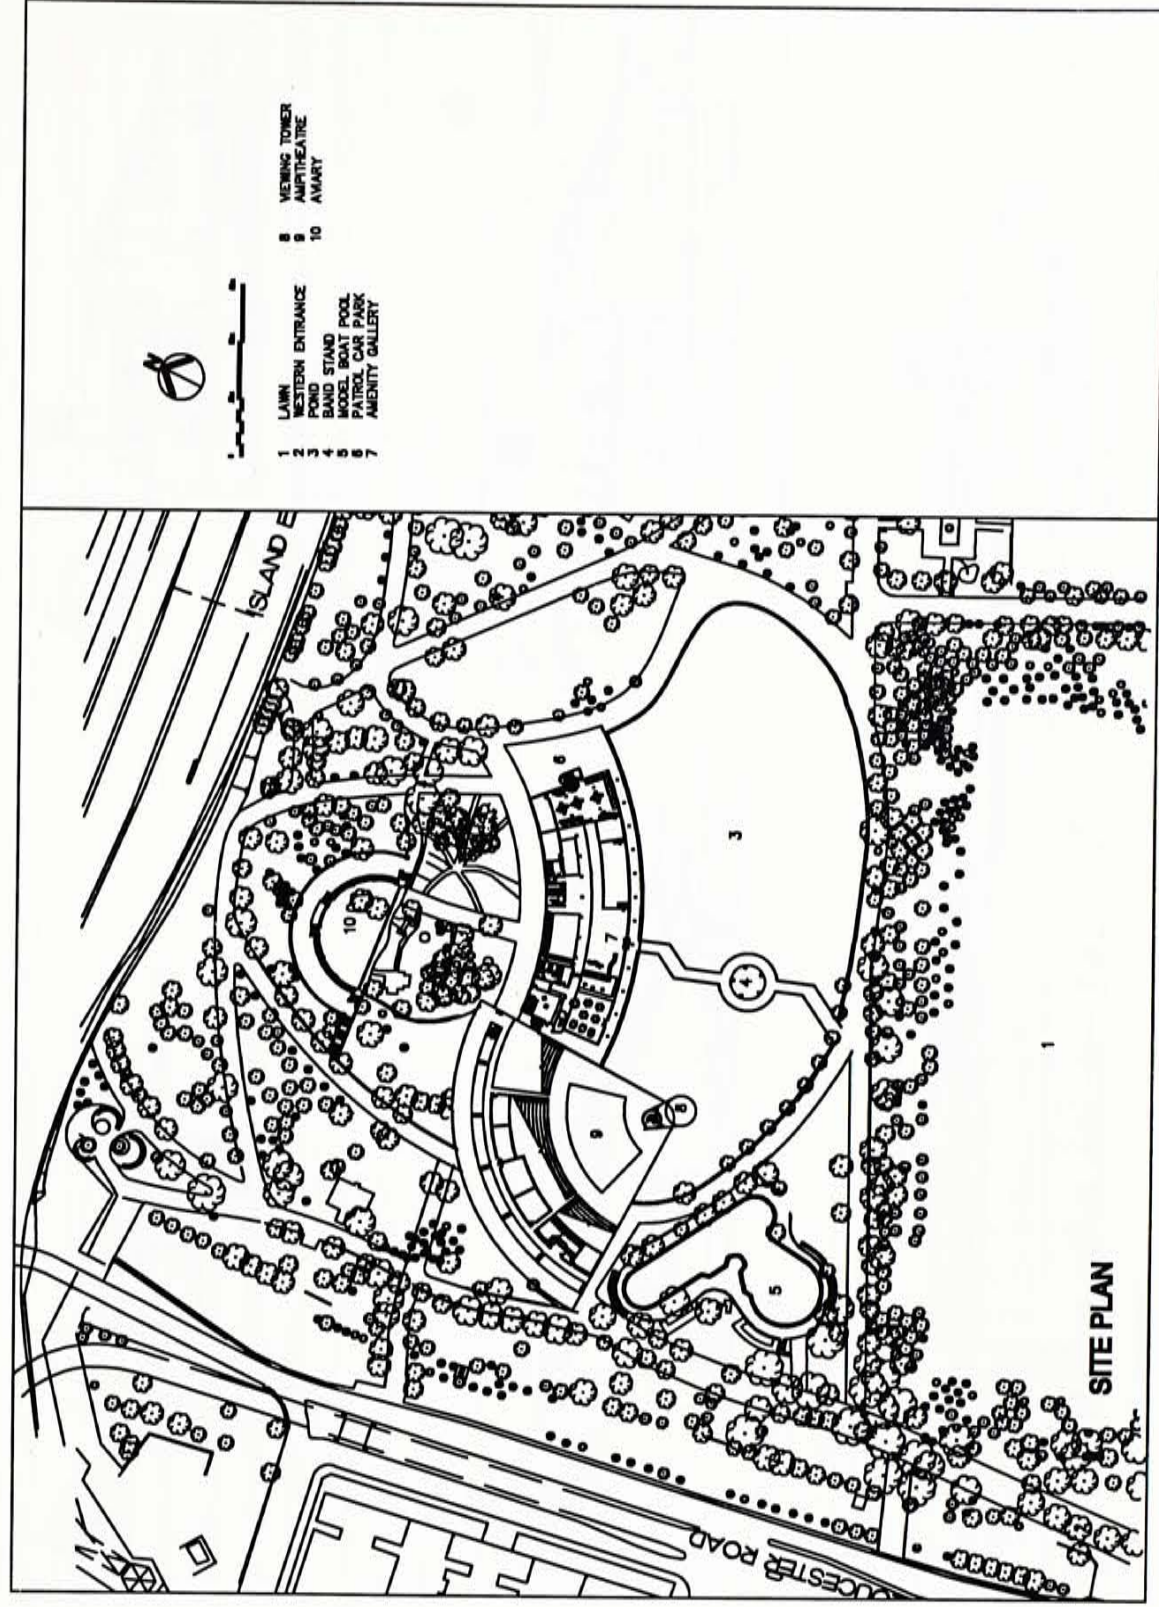 N
1 LAWN
2 WESTERN ENTRANCE
3 POND
4 BAND STAND
5 MODEL BOAT POOL
6 PATROL CAR PARK
7 AMENITY GALLERY
8 VIEWING TOWER
9 AMPITHEATRE
10 AVIARY
ISLAND E
10
6
7
3
4
9
8
5
1
OUCESTER ROAD
SITE PLAN